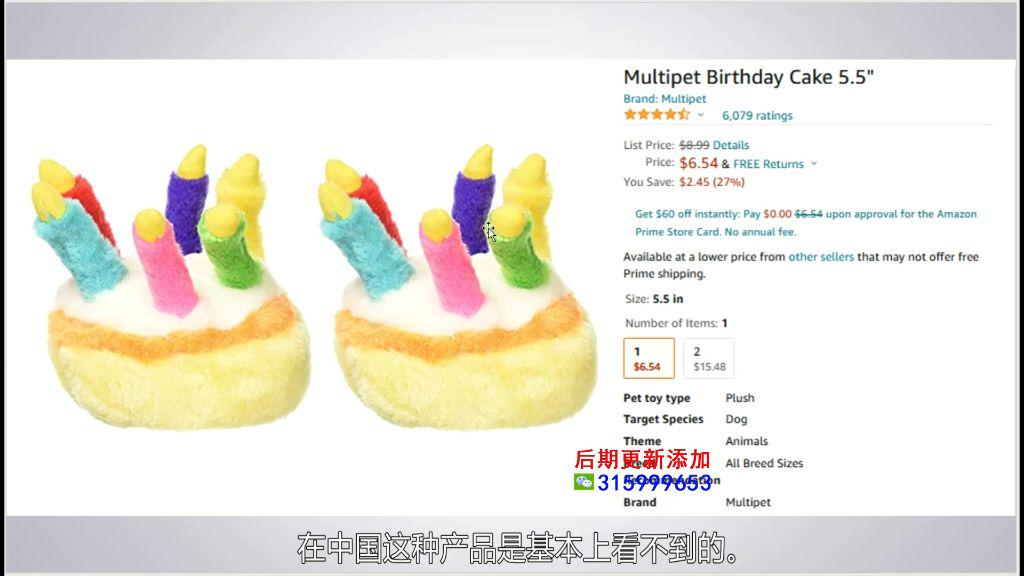 Multipet Birthday Cake 5.5"
Brand: Multipet
6,079 ratings
List Price: $8.99 Details
Price: $6.54 & FREE Returns
You Save: $2.45 (27%)
Get $60 off instantly: Pay $0.00 $6.54 upon approval for the Amazon
Prime Store Card. No annual fee.
Available at a lower price from other sellers that may not offer free
Prime shipping.
Size: 5.5 in
Number of Items: 1
1
$6.54
2
$15.48
Pet toy type Plush
Target Species Dog
Theme Animals
后期更新添加
All Breed Sizes
Recommendation
315999653
Brand Multipet
在中国这种产品是基本上看不到的。